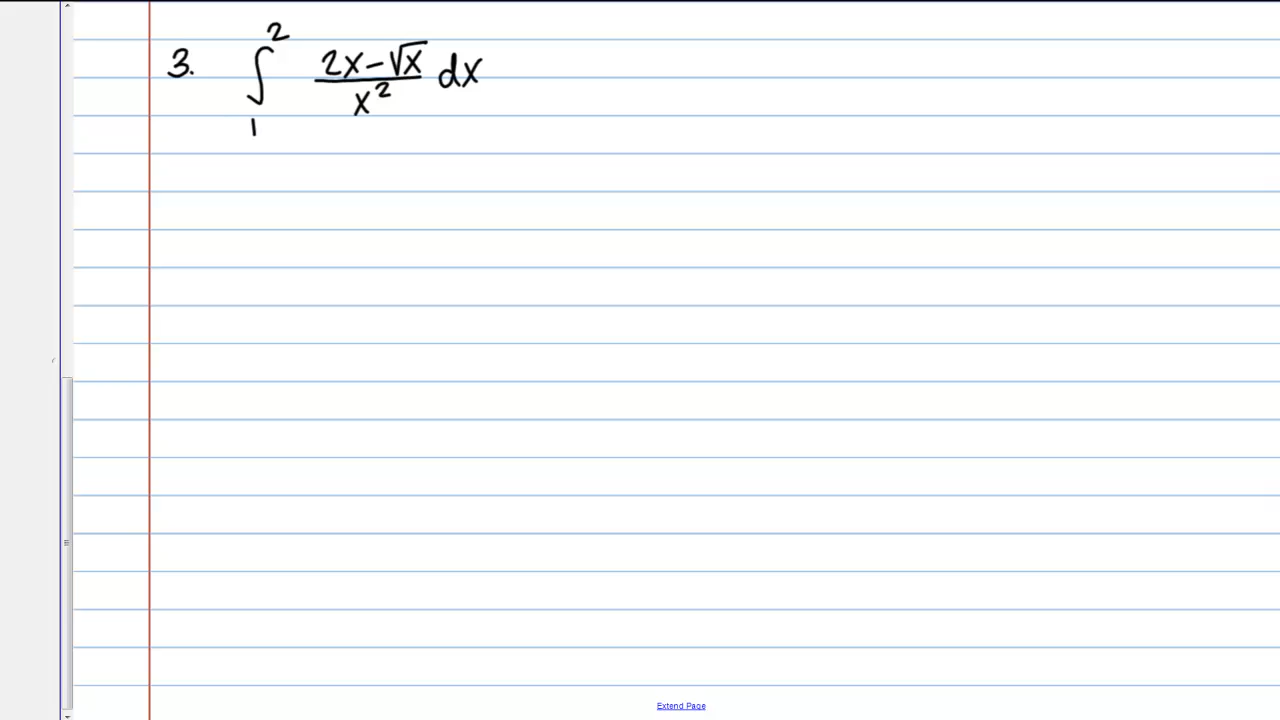 3. ∫₁² (2x-√x)/x² dx
Extend Page